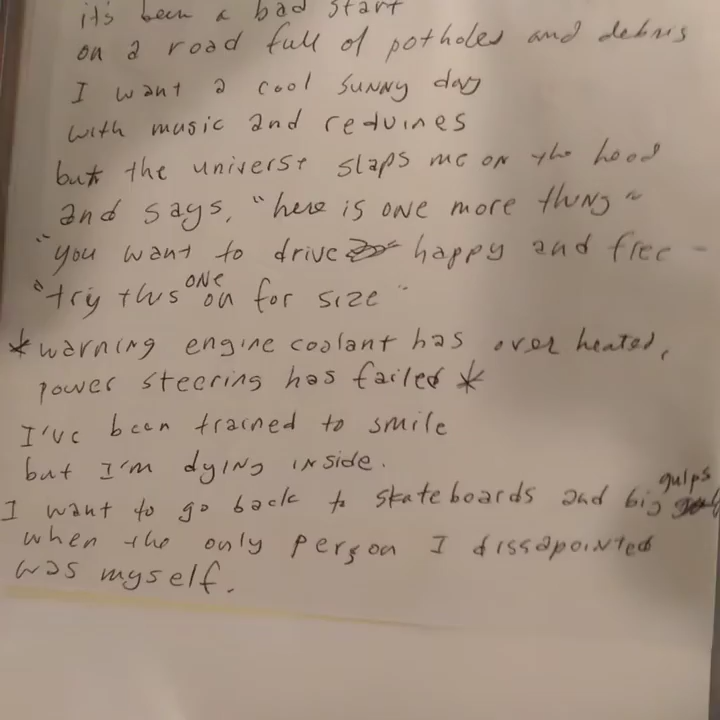 it's been a bad start
on a road full of potholes and debris
I want a cool sunny day
with music and redvines
but the universe slaps me on the hood
and says, "here is one more thing"
"you want to drive happy and free -
"try this one on for size"
*warning engine coolant has over heated,
power steering has failed*
I've been trained to smile
but I'm dying inside.
I want to go back to skateboards and big gulps
when the only person I dissapointed
was myself.